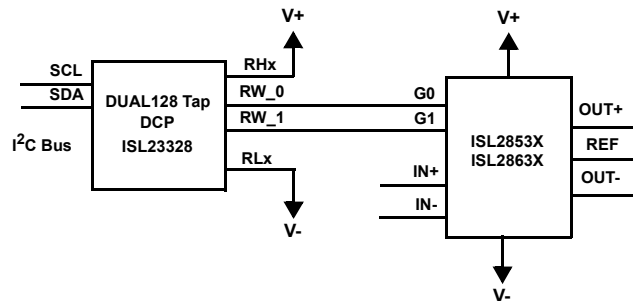 V+
V+
SCL
SDA
I²C Bus
DUAL128 Tap
DCP
ISL23328
RHx
RW_0
RW_1
RLx
V-
G0
G1
IN+
IN-
ISL2853X
ISL2863X
OUT+
REF
OUT-
V-